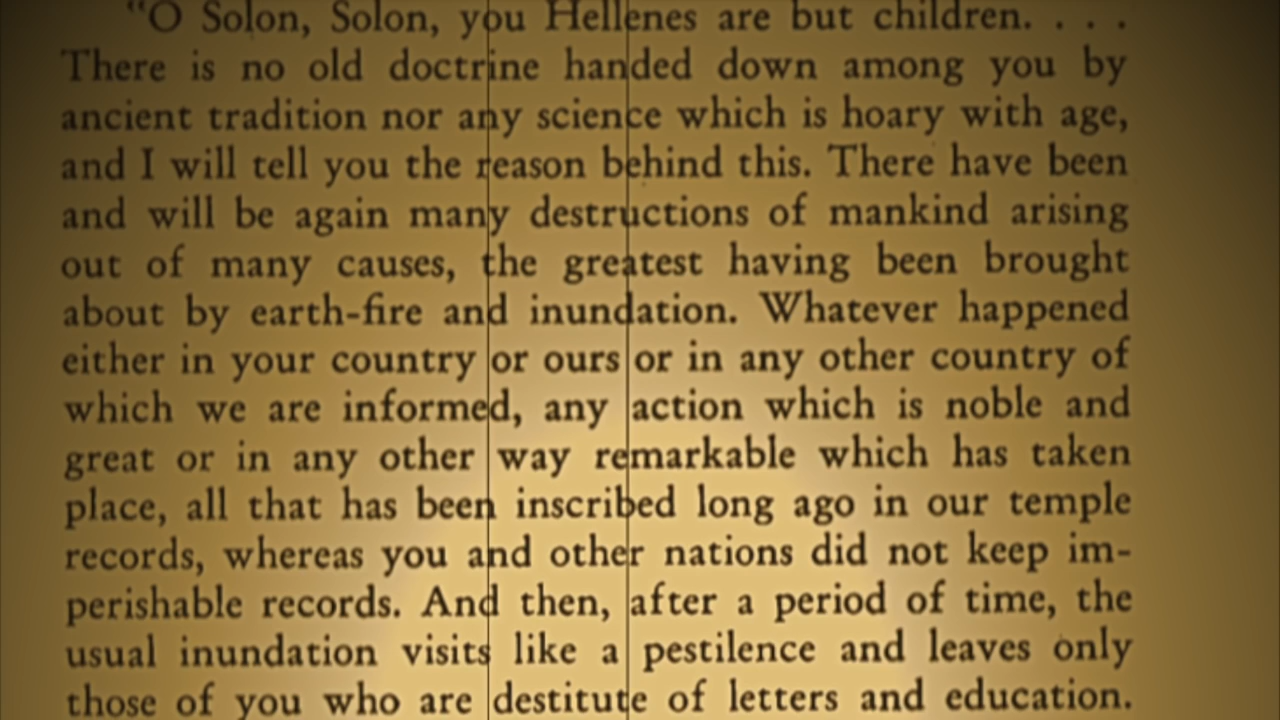 "O Solon, Solon, you Hellenes are but children. . . .
There is no old doctrine handed down among you by
ancient tradition nor any science which is hoary with age,
and I will tell you the reason behind this. There have been
and will be again many destructions of mankind arising
out of many causes, the greatest having been brought
about by earth-fire and inundation. Whatever happened
either in your country or ours or in any other country of
which we are informed, any action which is noble and
great or in any other way remarkable which has taken
place, all that has been inscribed long ago in our temple
records, whereas you and other nations did not keep im-
perishable records. And then, after a period of time, the
usual inundation visits like a pestilence and leaves only
those of you who are destitute of letters and education.